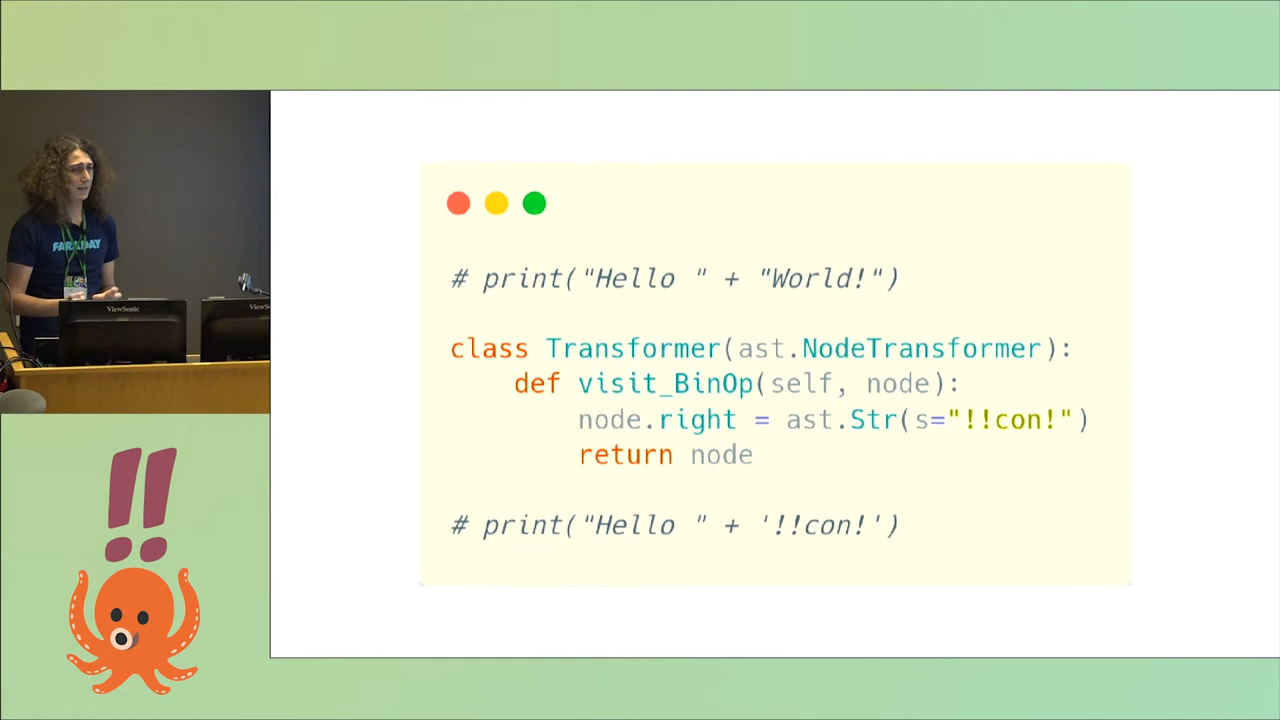 FARADAY
ViewSonic
ViewSo
# print("Hello " + "World!")
class Transformer(ast.NodeTransformer):
def visit_BinOp(self, node):
node.right = ast.Str(s="!!con!")
return node
# print("Hello " + '!!con!')
!!